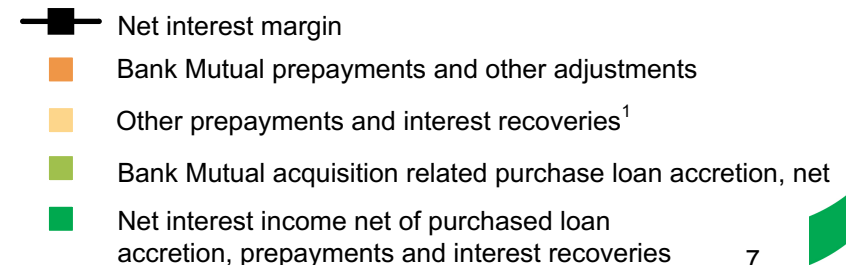 Net interest margin
Bank Mutual prepayments and other adjustments
Other prepayments and interest recoveries¹
Bank Mutual acquisition related purchase loan accretion, net
Net interest income net of purchased loan
accretion, prepayments and interest recoveries
7